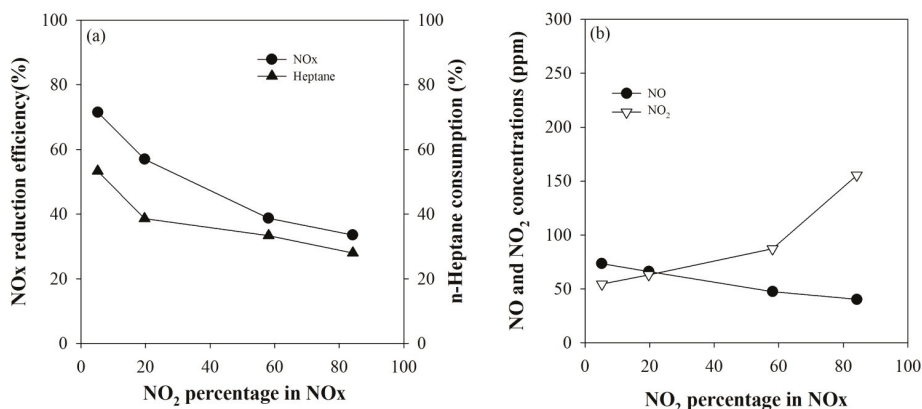 (a)
NOx
Heptane
NOx reduction efficiency(%)
n-Heptane consumption (%)
100
80
60
40
20
0
100
80
60
40
20
0
0 20 40 60 80 100
NO₂ percentage in NOx
(b)
NO
NO₂
NO and NO₂ concentrations (ppm)
300
250
200
150
100
50
0
0 20 40 60 80 100
NO₂ percentage in NOx